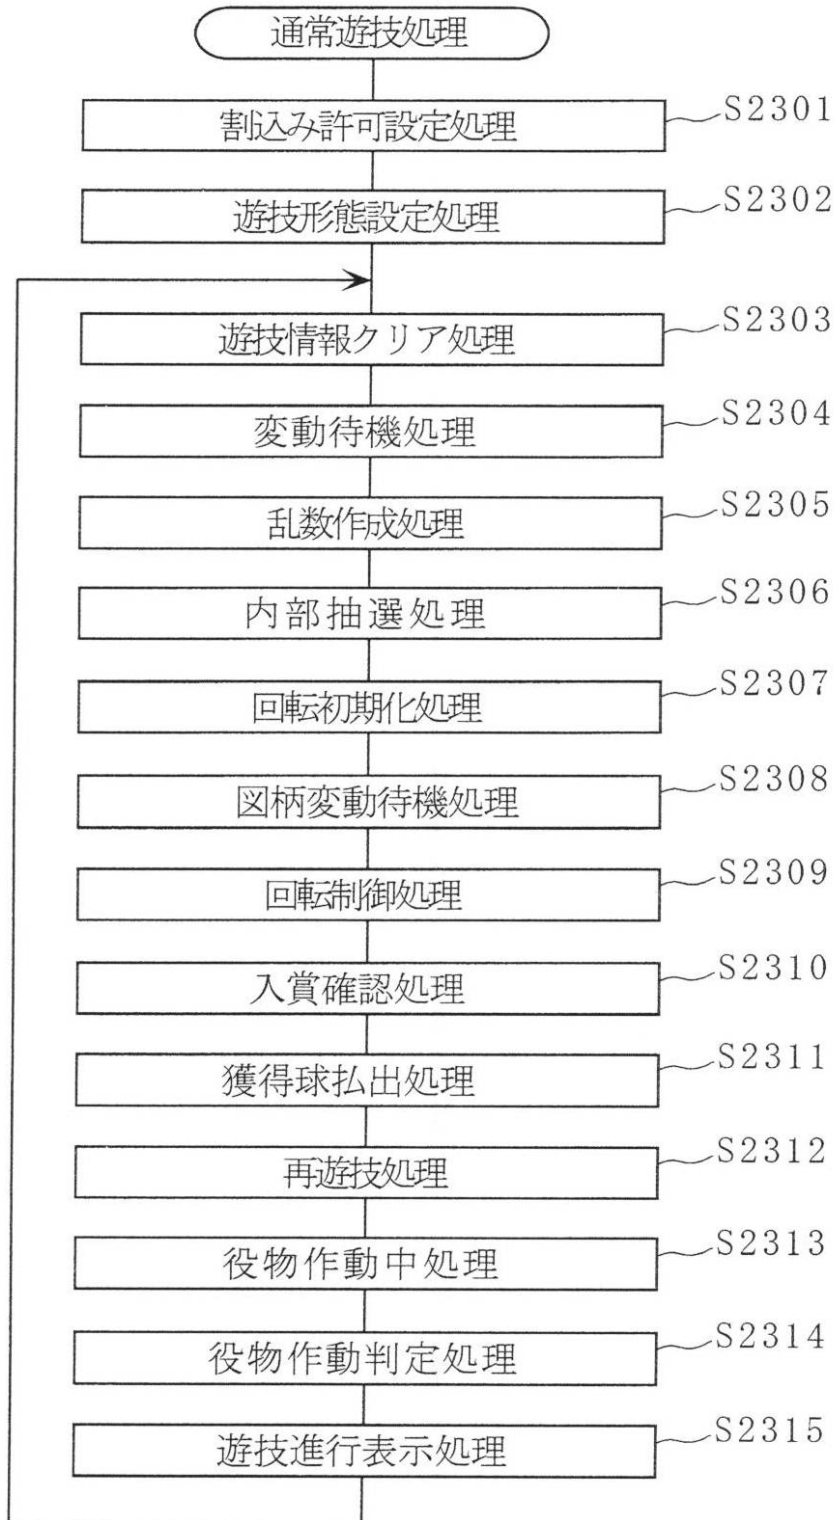 通常遊技処理
割込み許可設定処理
S2301
遊技形態設定処理
S2302
遊技情報クリア処理
S2303
変動待機処理
S2304
乱数作成処理
S2305
内部抽選処理
S2306
回転初期化処理
S2307
図柄変動待機処理
S2308
回転制御処理
S2309
入賞確認処理
S2310
獲得球払出処理
S2311
再遊技処理
S2312
役物作動中処理
S2313
役物作動判定処理
S2314
遊技進行表示処理
S2315